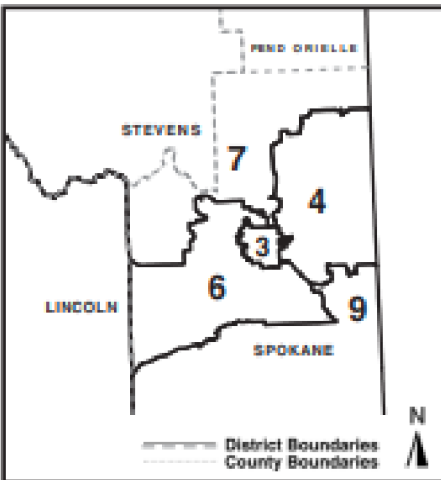 PEND ORIELLE
STEVENS
7
4
3
6
LINCOLN
9
SPOKANE
N
District Boundaries
County Boundaries